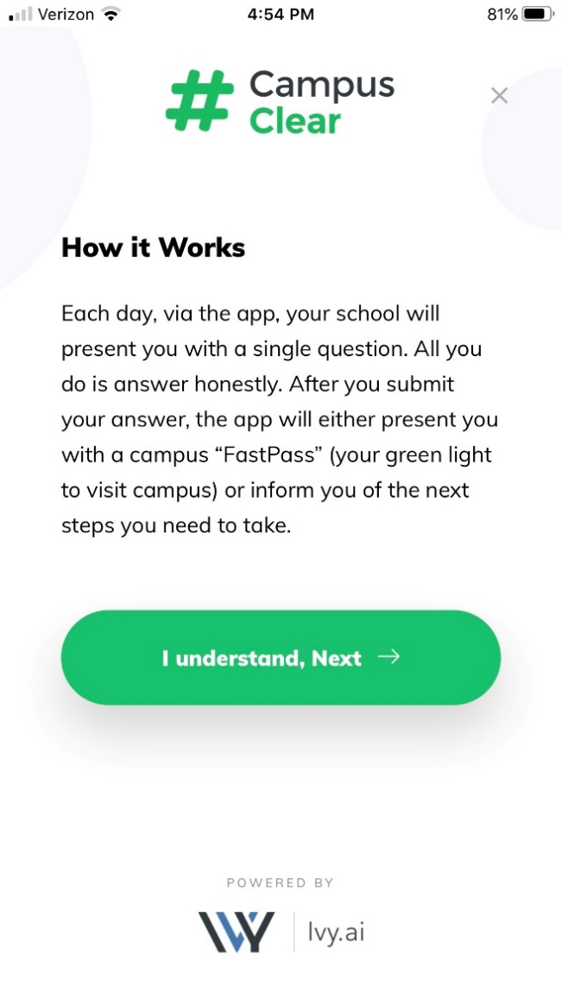 Verizon 4:54 PM 81%
# Campus
Clear
How it Works
Each day, via the app, your school will
present you with a single question. All you
do is answer honestly. After you submit
your answer, the app will either present you
with a campus “FastPass” (your green light
to visit campus) or inform you of the next
steps you need to take.
I understand, Next →
POWERED BY
IVY Ivy.ai